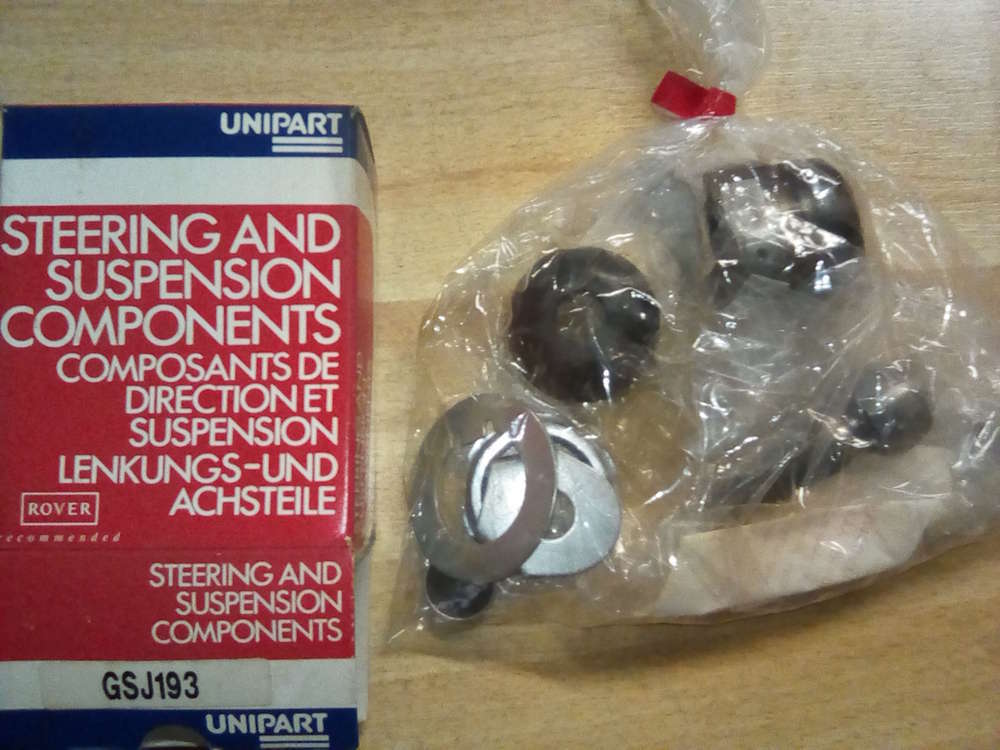 UNIPART
STEERING AND
SUSPENSION
COMPONENTS
COMPOSANTS DE
DIRECTION ET
SUSPENSION
LENKUNGS-UND
ACHSTEILE
ROVER
recommended
STEERING AND
SUSPENSION
COMPONENTS
GSJ193
UNIPART